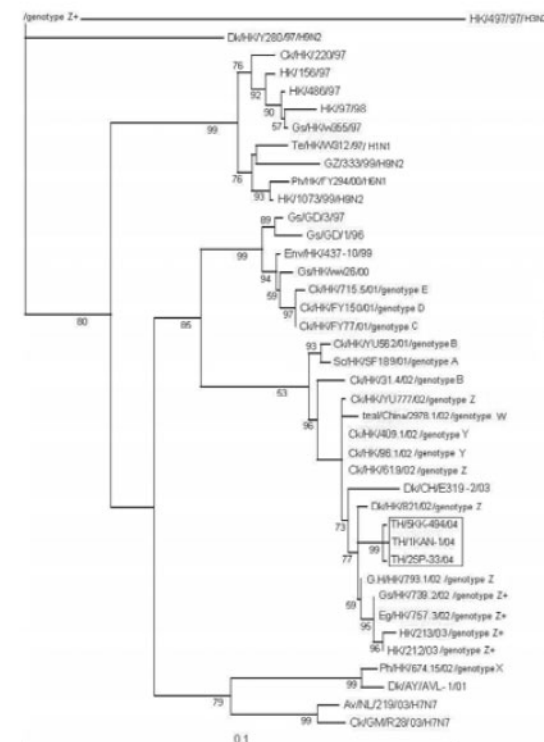 /genotype Z+
HK/497/97/H3N2
Dk/HK/Y280/97/H9N2
Ck/HK/220/97
76
HK/156/97
92
HK/486/97
90
HK/97/98
57
Gs/HK/w355/97
99
Te/HK/W312/97/H1N1
GZ/333/99/H9N2
76
Ph/HK/FY294/00/H6N1
93
HK/1073/99/H9N2
89
Gs/GD/3/97
Gs/GD/1/96
99
Env/HK/437-10/99
94
Gs/HK/ww26/00
59
Ck/HK/715.5/01/genotype E
97
Ck/HK/FY150/01/genotype D
80
85
Ck/HK/FY77/01/genotype C
93
Ck/HK/YU562/01/genotype B
Sc/HK/SF189/01/genotype A
53
Ck/HK/31.4/02/genotype B
Ck/HK/YU777/02/genotype Z
96
teal/China/2978.1/02/genotype W
Ck/HK/409.1/02/genotype Y
Ck/HK/96.1/02/genotype Y
Ck/HK/61.9/02/genotype Z
Dk/CH/E319-2/03
73
Dk/HK/821/02/genotype Z
TH/5KK-494/04
99
TH/1KAN-1/04
77
TH/2SP-33/04
G.H/HK/793.1/02/genotype Z
59
Gs/HK/739.2/02/genotype Z+
95
Eg/HK/757.3/02/genotype Z+
HK/213/03/genotype Z+
96
HK/212/03/genotype Z+
Ph/HK/674.15/02/genotype X
99
Dk/AY/AVL-1/01
79
Av/NL/219/03/H7N7
99
Ck/GM/R28/03/H7N7
0.1